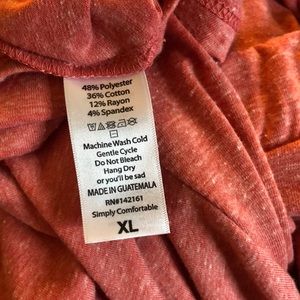 48% Polyester
36% Cotton
12% Rayon
4% Spandex
Machine Wash Cold
Gentle Cycle
Do Not Bleach
Hang Dry
or you'll be sad
MADE IN GUATEMALA
RN#142161
Simply Comfortable
XL